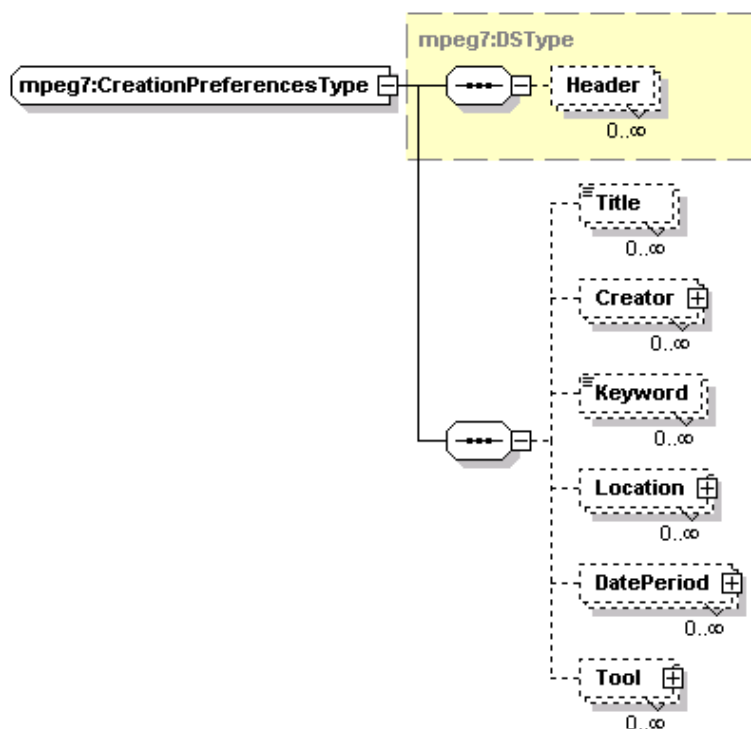 mpeg7:DSType
mpeg7:CreationPreferencesType
Header
0..∞
Title
0..∞
Creator
0..∞
Keyword
0..∞
Location
0..∞
DatePeriod
0..∞
Tool
0..∞